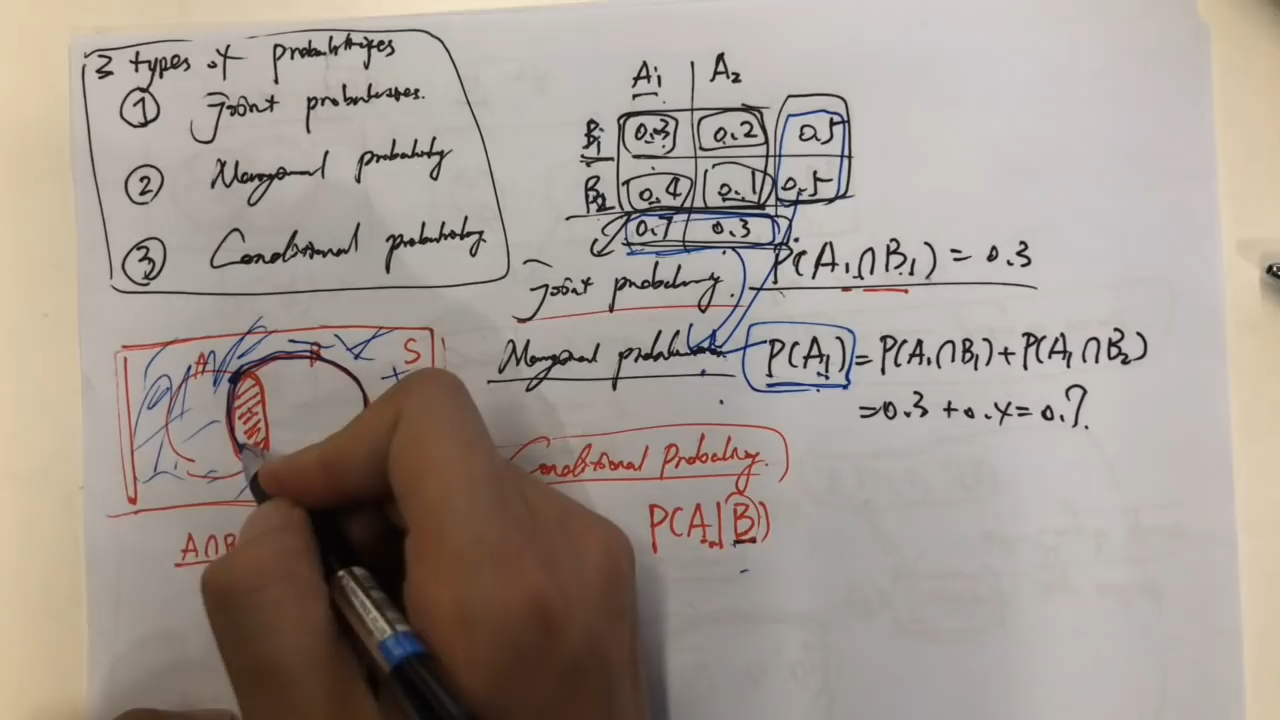 3 types of probabilities
① Joint probabilities.
② Marginal probability
③ Conditional probability
A1 A2
B1 0.3 0.2 0.5
B2 0.4 0.1 0.5
0.7 0.3
Joint probability. P(A1∩B1) = 0.3
Marginal probability P(A1) = P(A1∩B1) + P(A1∩B2)
= 0.3 + 0.4 = 0.7
A B S
A∩B
Conditional Probability.
P(A|B)